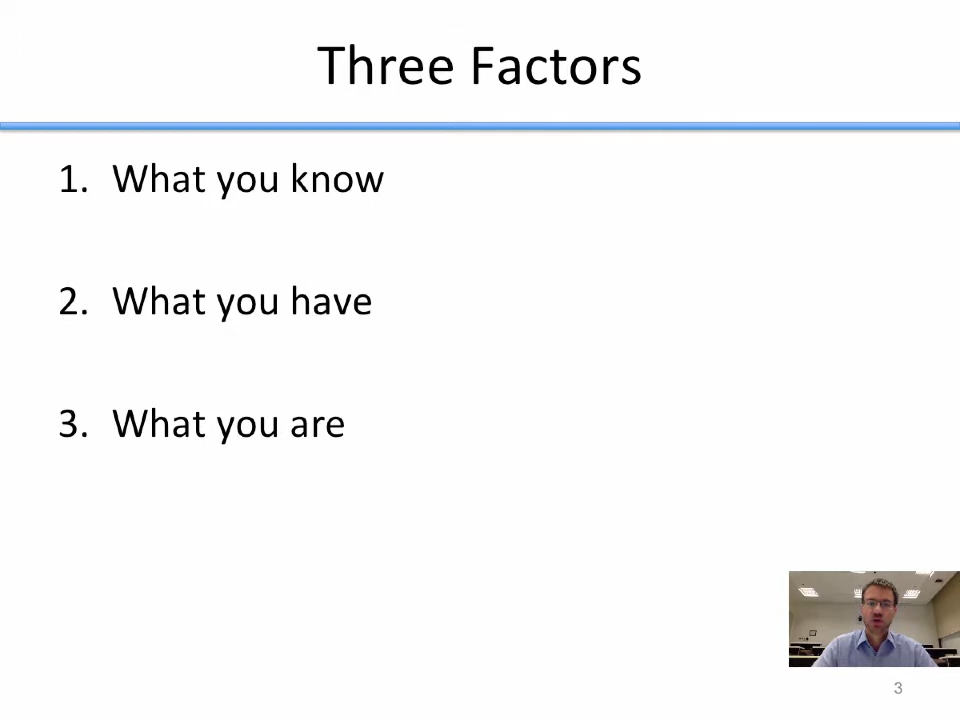 Three Factors
1. What you know
2. What you have
3. What you are
3